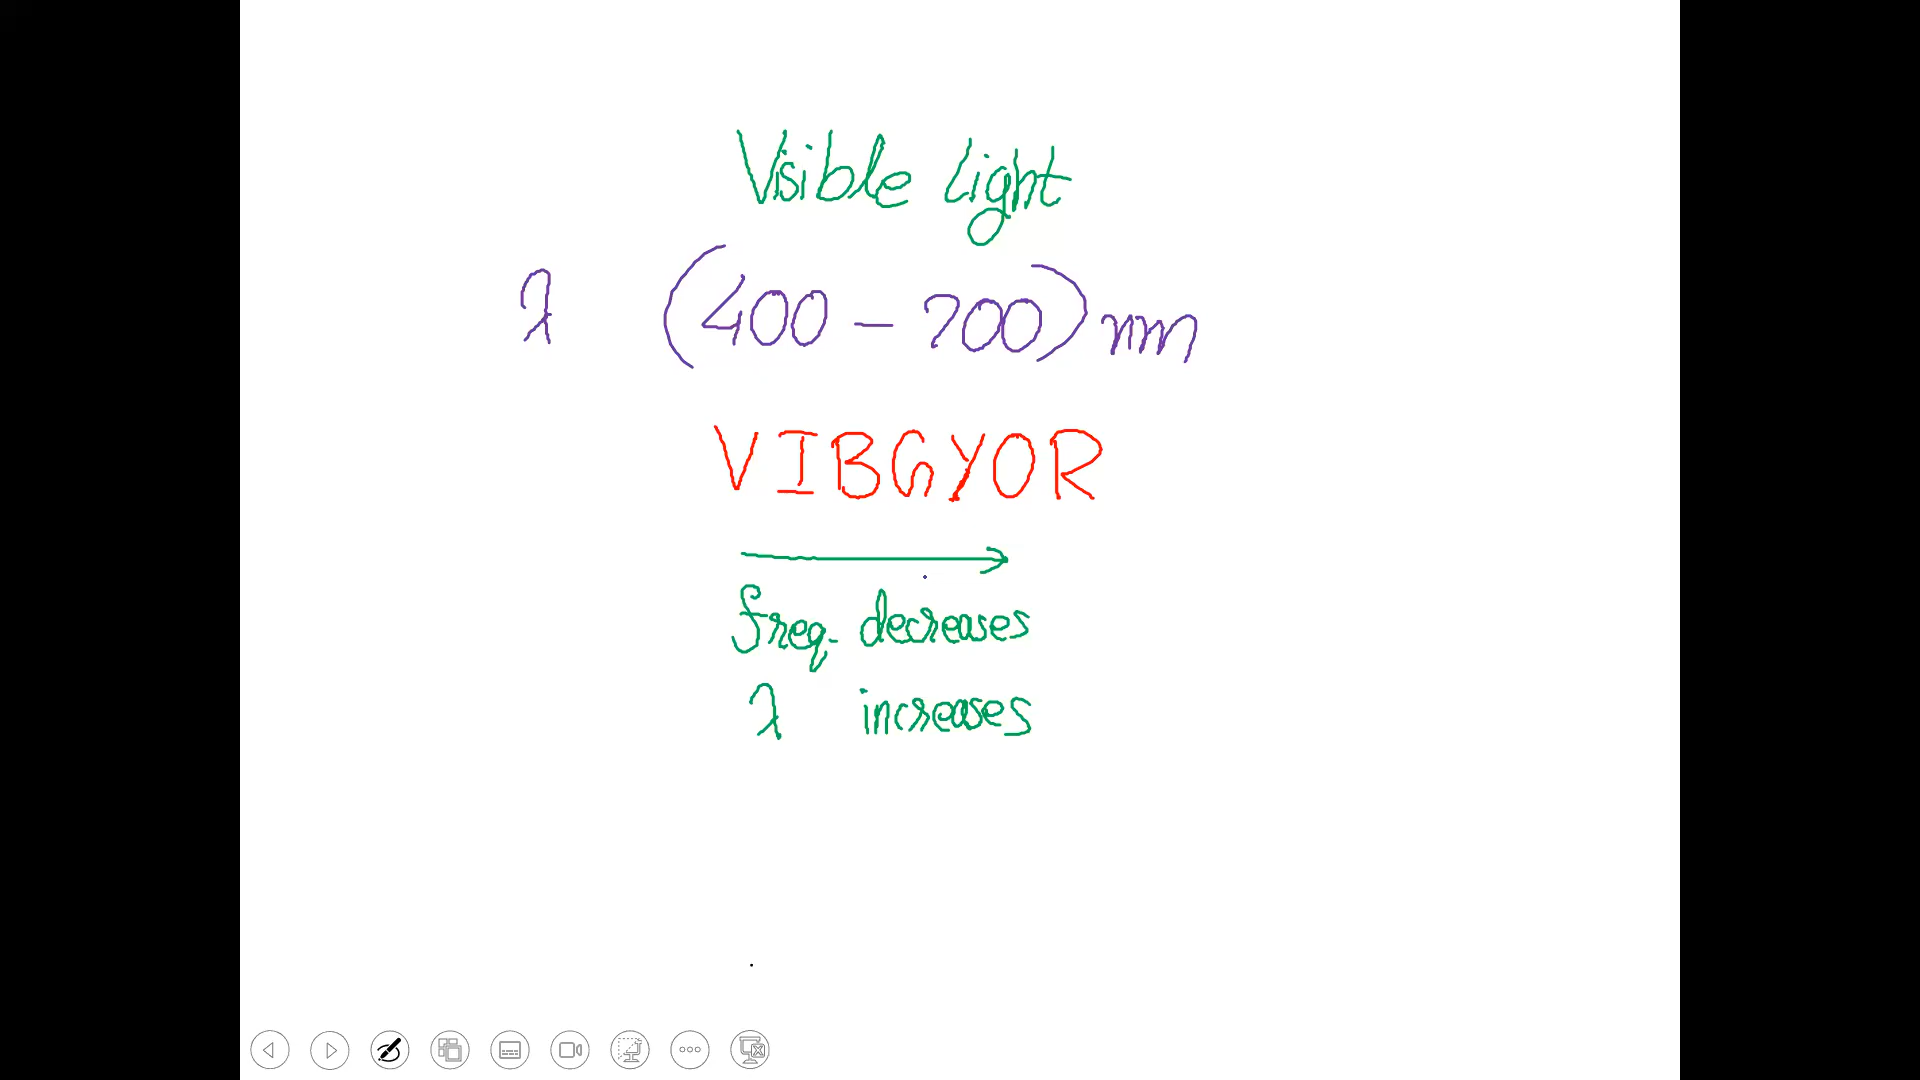 Visible light
λ (400 - 700) nm
VIBGYOR
freq. decreases
λ increases